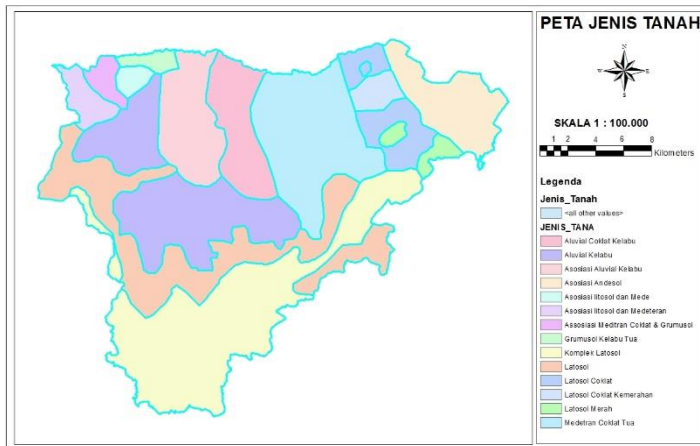 PETA JENIS TANAH
N
W E
S
SKALA 1 : 100.000
1 2 4 6 8
Kilometers
Legenda
Jenis_Tanah
<all other values>
JENIS_TANA
Aluvial Coklat Kelabu
Aluvial Kelabu
Asosiasi Aluvial Kelabu
Asosiasi Andesol
Asosiasi litosol dan Mede
Asosiasi litosol dan Medeteran
Assosiasi Meditran Coklat & Grumusol
Grumusol Kelabu Tua
Komplek Latosol
Latosol
Latosol Coklat
Latosol Coklat Kemerahan
Latosol Merah
Medetran Coklat Tua